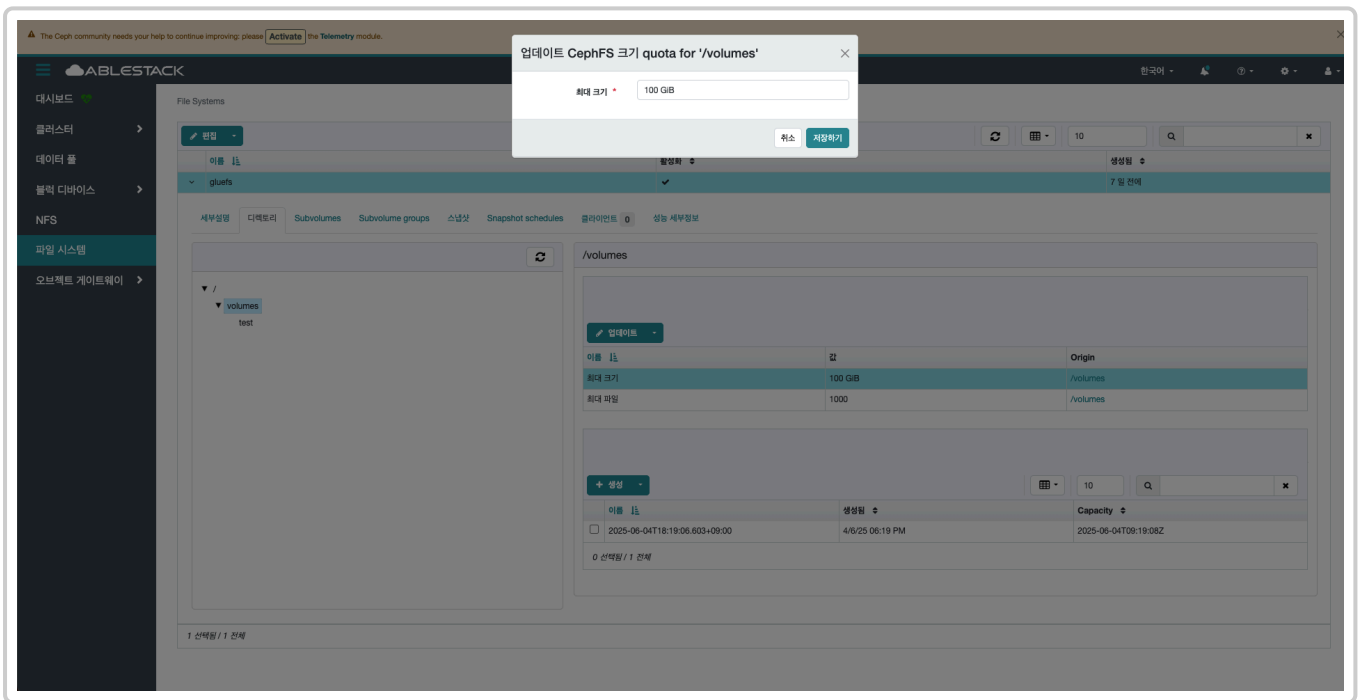 The Ceph community needs your help to continue improving: please Activate the Telemetry module.
업데이트 CephFS 크기 quota for '/volumes'
최대 크기 * 100 GiB
취소 저장하기
ABLESTACK
한국어
대시보드
클러스터
데이터 풀
블럭 디바이스
NFS
파일 시스템
오브젝트 게이트웨이
File Systems
편집 10
이름 활성화 생성됨
gluefs 7 일 전에
세부설명 디렉토리 Subvolumes Subvolume groups 스냅샷 Snapshot schedules 클라이언트 0 성능 세부정보
/
volumes
test
/volumes
업데이트
이름 값 Origin
최대 크기 100 GiB /volumes
최대 파일 1000 /volumes
생성 10
이름 생성됨 Capacity
2025-06-04T18:19:06.603+09:00 4/6/25 06:19 PM 2025-06-04T09:19:08Z
0 선택됨 / 1 전체
1 선택됨 / 1 전체